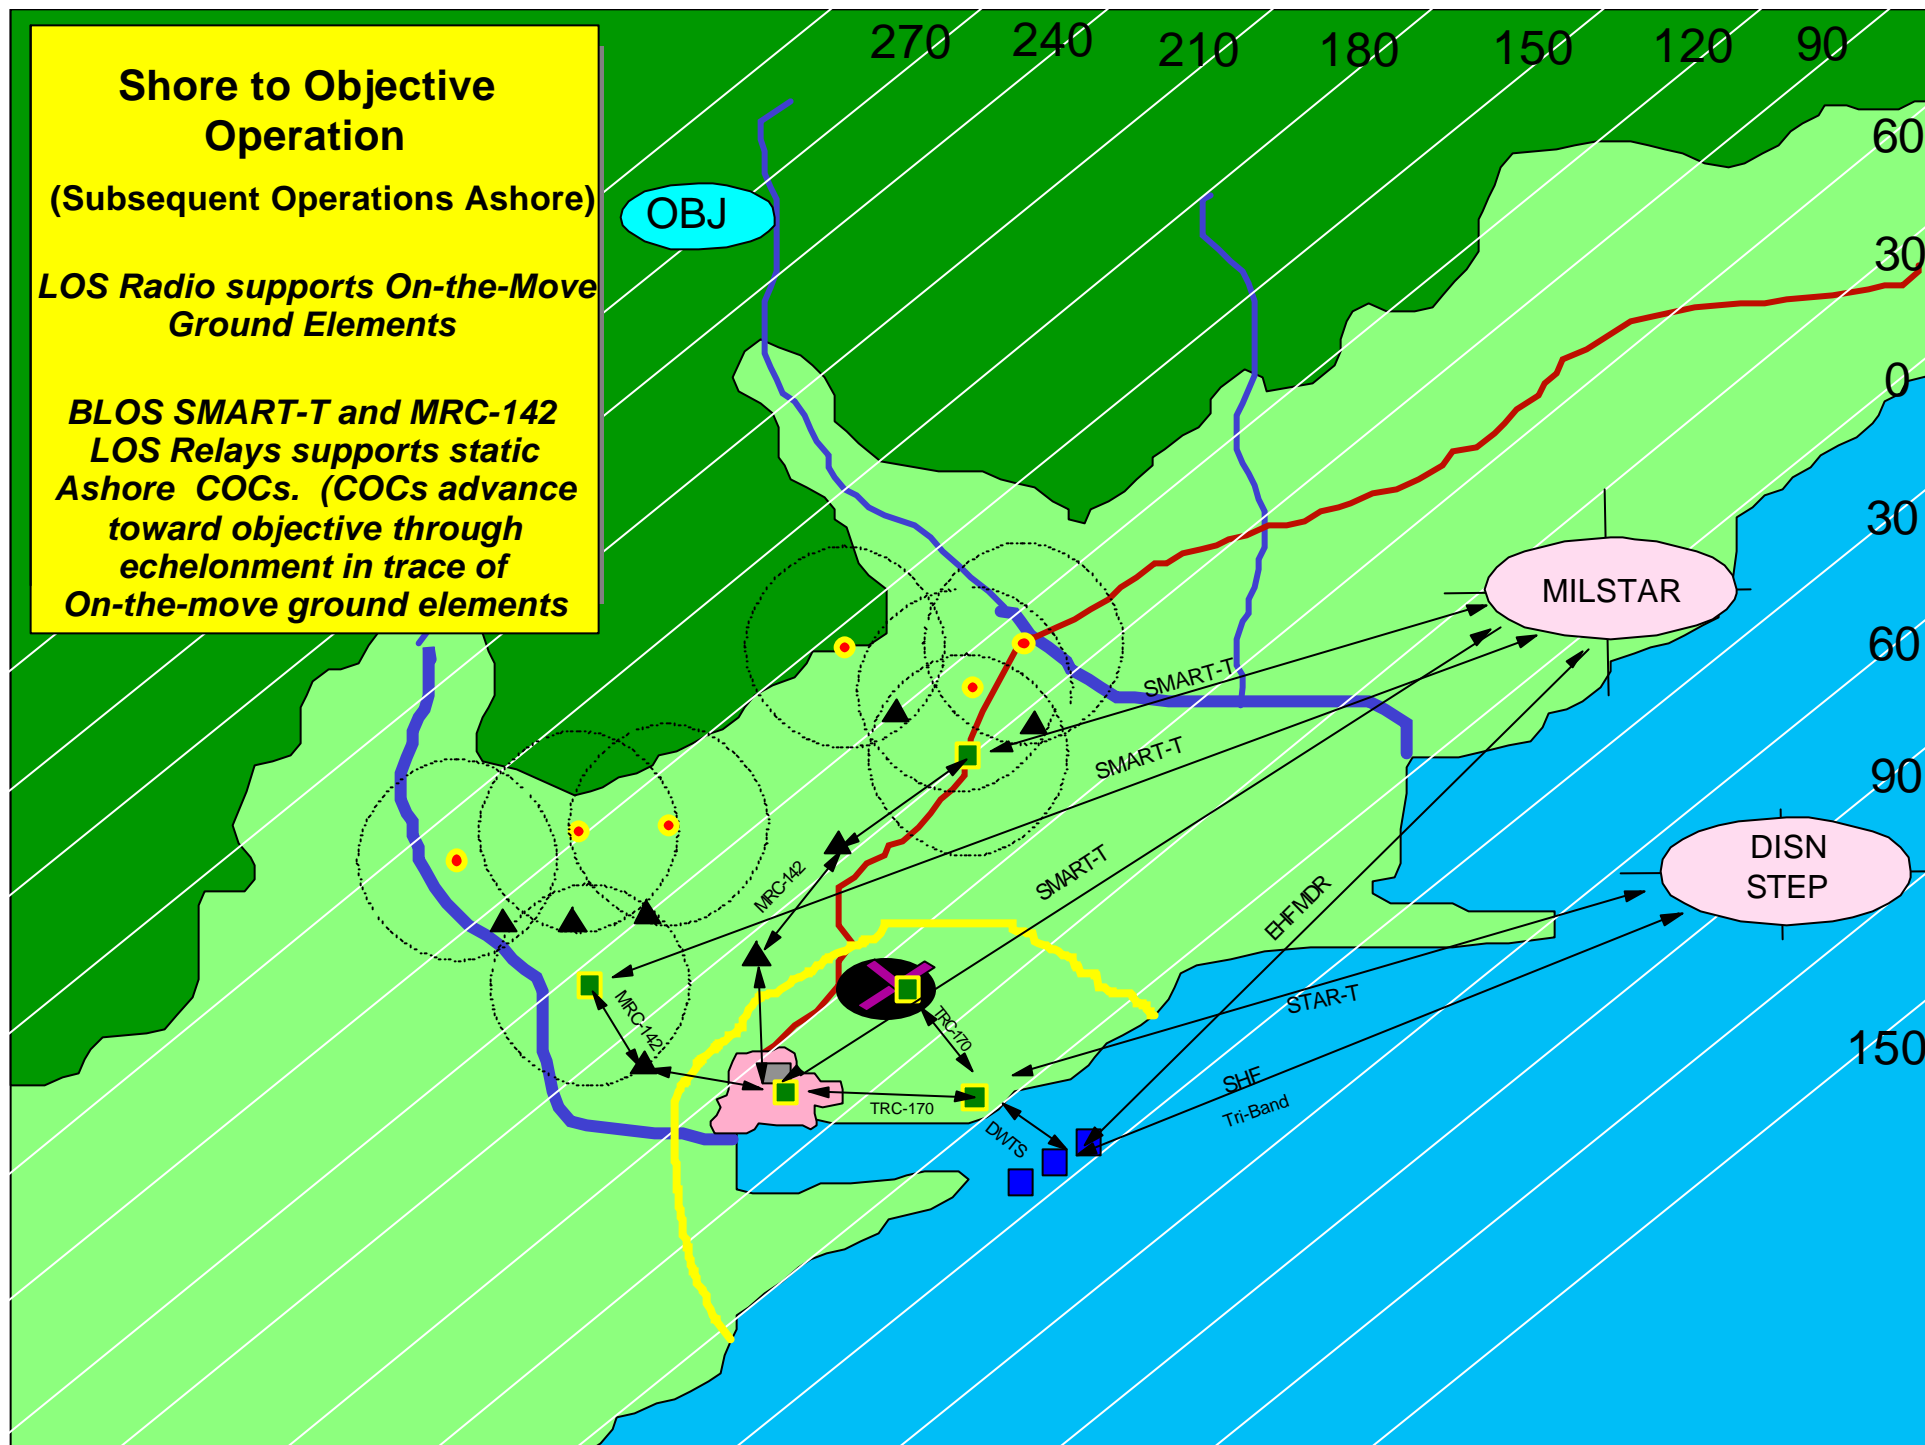 Shore to Objective
Operation
(Subsequent Operations Ashore)
LOS Radio supports On-the-Move
Ground Elements
BLOS SMART-T and MRC-142
LOS Relays supports static
Ashore COCs. (COCs advance
toward objective through
echelonment in trace of
On-the-move ground elements
270 240 210 180 150 120 90
60
30
0
30
60
90
150
OBJ
MILSTAR
DISN
STEP
SMART-T
SMART-T
SMART-T
EHF MDR
MRC-142
MRC-142
TRC-170
TRC-170
STAR-T
SHF
Tri-Band
DWTS